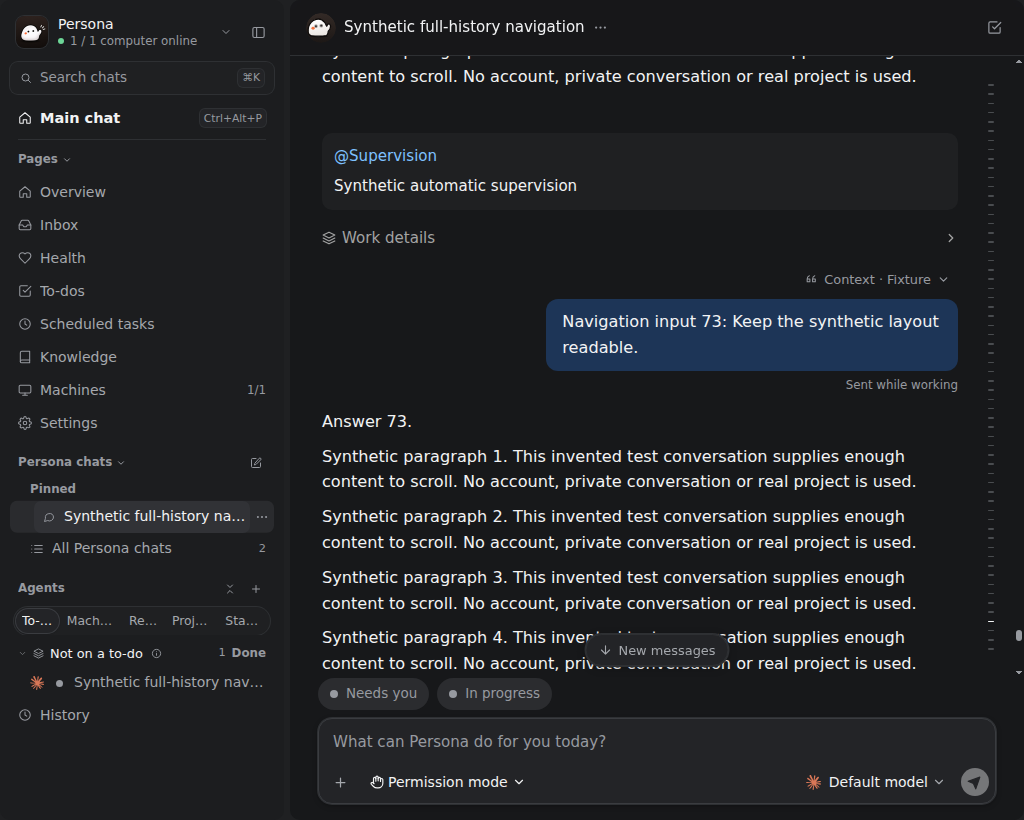 Persona
1 / 1 computer online
Search chats
⌘K
Main chat
Ctrl+Alt+P
Pages
Overview
Inbox
Health
To-dos
Scheduled tasks
Knowledge
Machines
1/1
Settings
Persona chats
Pinned
Synthetic full-history na...
All Persona chats
2
Agents
To-...
Mach...
Re...
Proj...
Sta...
Not on a to-do
1 Done
Synthetic full-history nav...
History
Synthetic full-history navigation
content to scroll. No account, private conversation or real project is used.
@Supervision
Synthetic automatic supervision
Work details
Context · Fixture
Navigation input 73: Keep the synthetic layout
readable.
Sent while working
Answer 73.
Synthetic paragraph 1. This invented test conversation supplies enough
content to scroll. No account, private conversation or real project is used.
Synthetic paragraph 2. This invented test conversation supplies enough
content to scroll. No account, private conversation or real project is used.
Synthetic paragraph 3. This invented test conversation supplies enough
content to scroll. No account, private conversation or real project is used.
Synthetic paragraph 4. This invented test conversation supplies enough
content to scroll. No account, private conversation or real project is used.
New messages
Needs you
In progress
What can Persona do for you today?
Permission mode
Default model